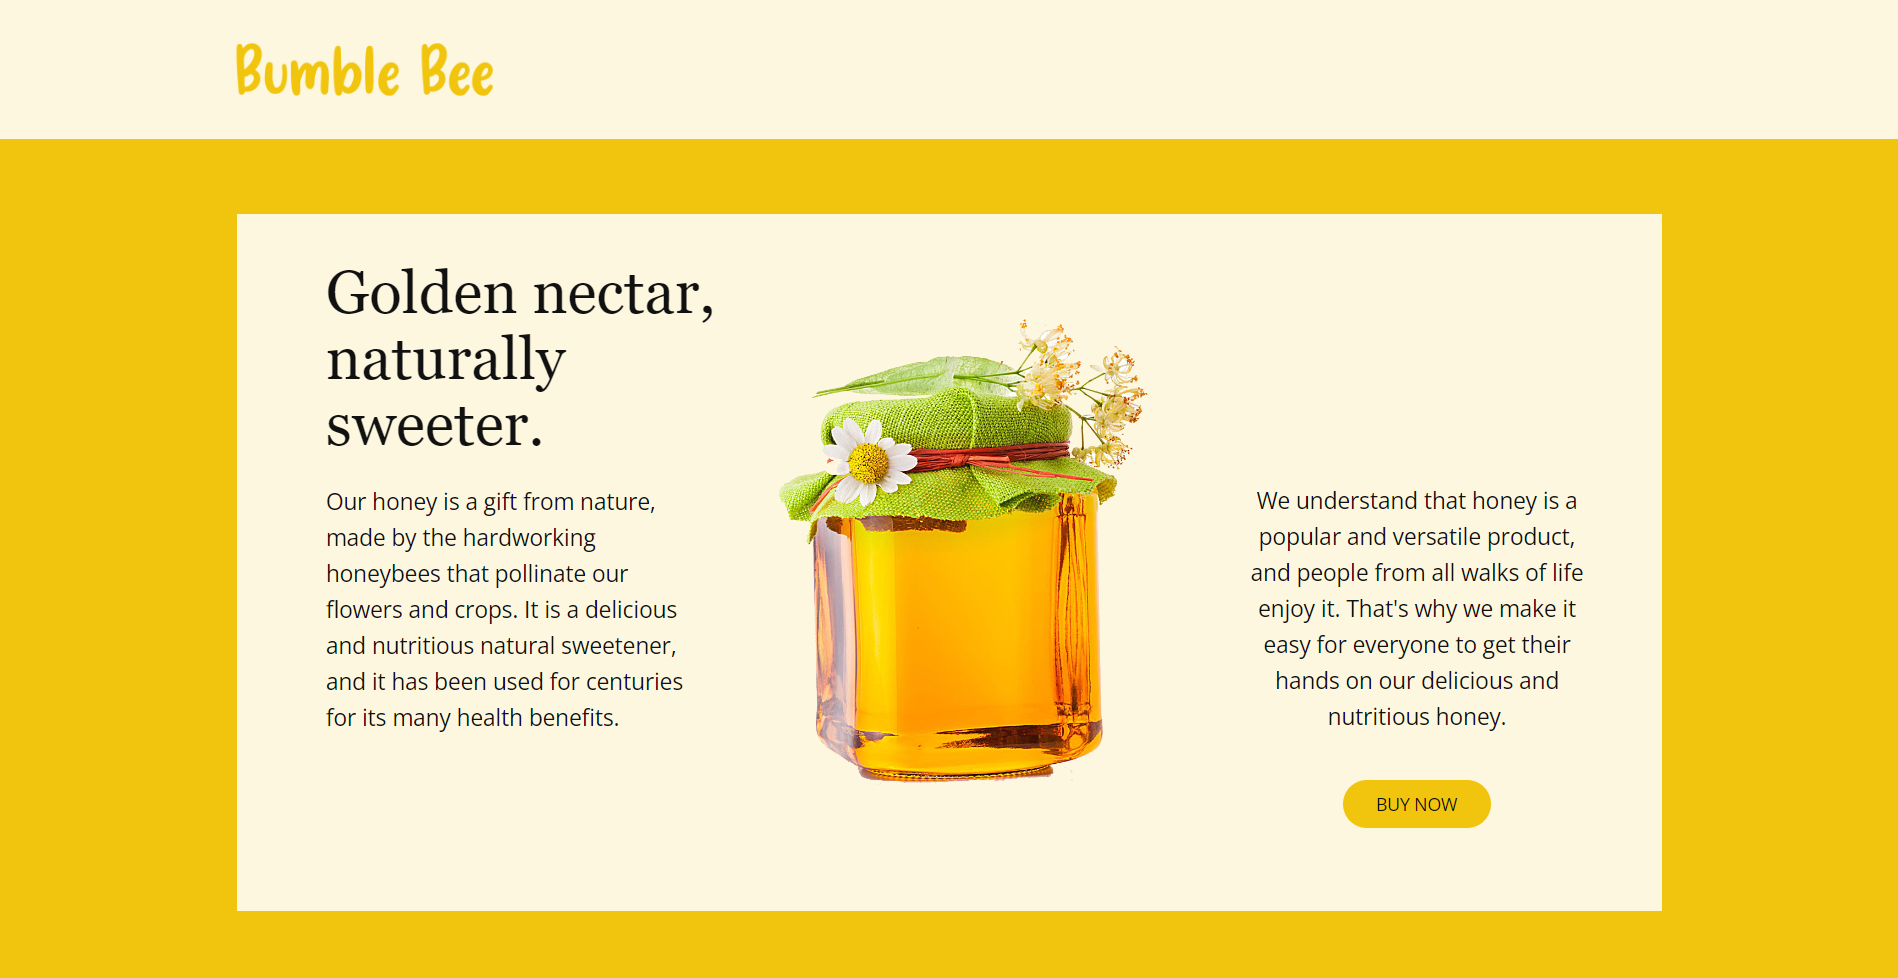 Bumble Bee
Golden nectar,
naturally
sweeter.
Our honey is a gift from nature,
made by the hardworking
honeybees that pollinate our
flowers and crops. It is a delicious
and nutritious natural sweetener,
and it has been used for centuries
for its many health benefits.
We understand that honey is a
popular and versatile product,
and people from all walks of life
enjoy it. That's why we make it
easy for everyone to get their
hands on our delicious and
nutritious honey.
BUY NOW